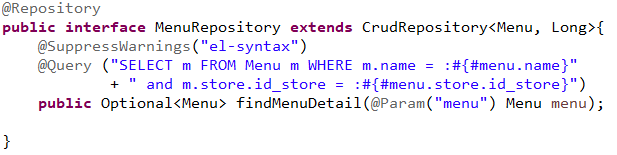 @Repository
public interface MenuRepository extends CrudRepository<Menu, Long>{
@SuppressWarnings("el-syntax")
@Query ("SELECT m FROM Menu m WHERE m.name = :#{#menu.name}"
+ " and m.store.id_store = :#{#menu.store.id_store}")
public Optional<Menu> findMenuDetail(@Param("menu") Menu menu);
}